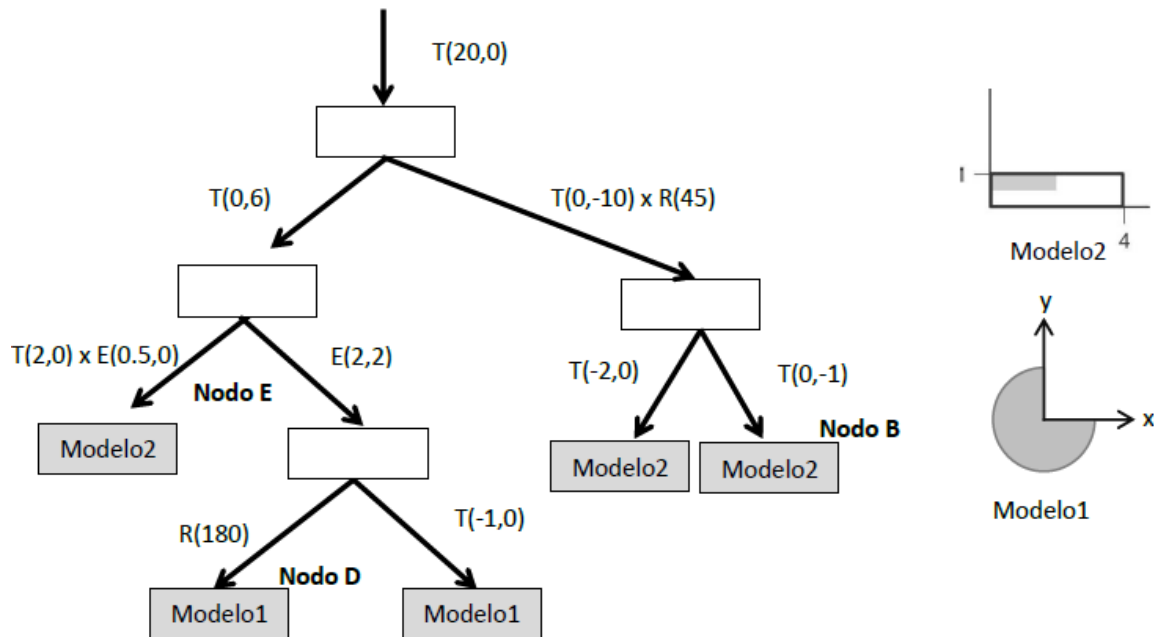 T(20,0)
T(0,6)
T(0,-10) x R(45)
1
4
Modelo2
T(2,0) x E(0.5,0)
E(2,2)
T(-2,0)
T(0,-1)
Nodo E
Nodo B
Modelo2
Modelo2
Modelo2
y
x
Modelo1
R(180)
T(-1,0)
Nodo D
Modelo1
Modelo1